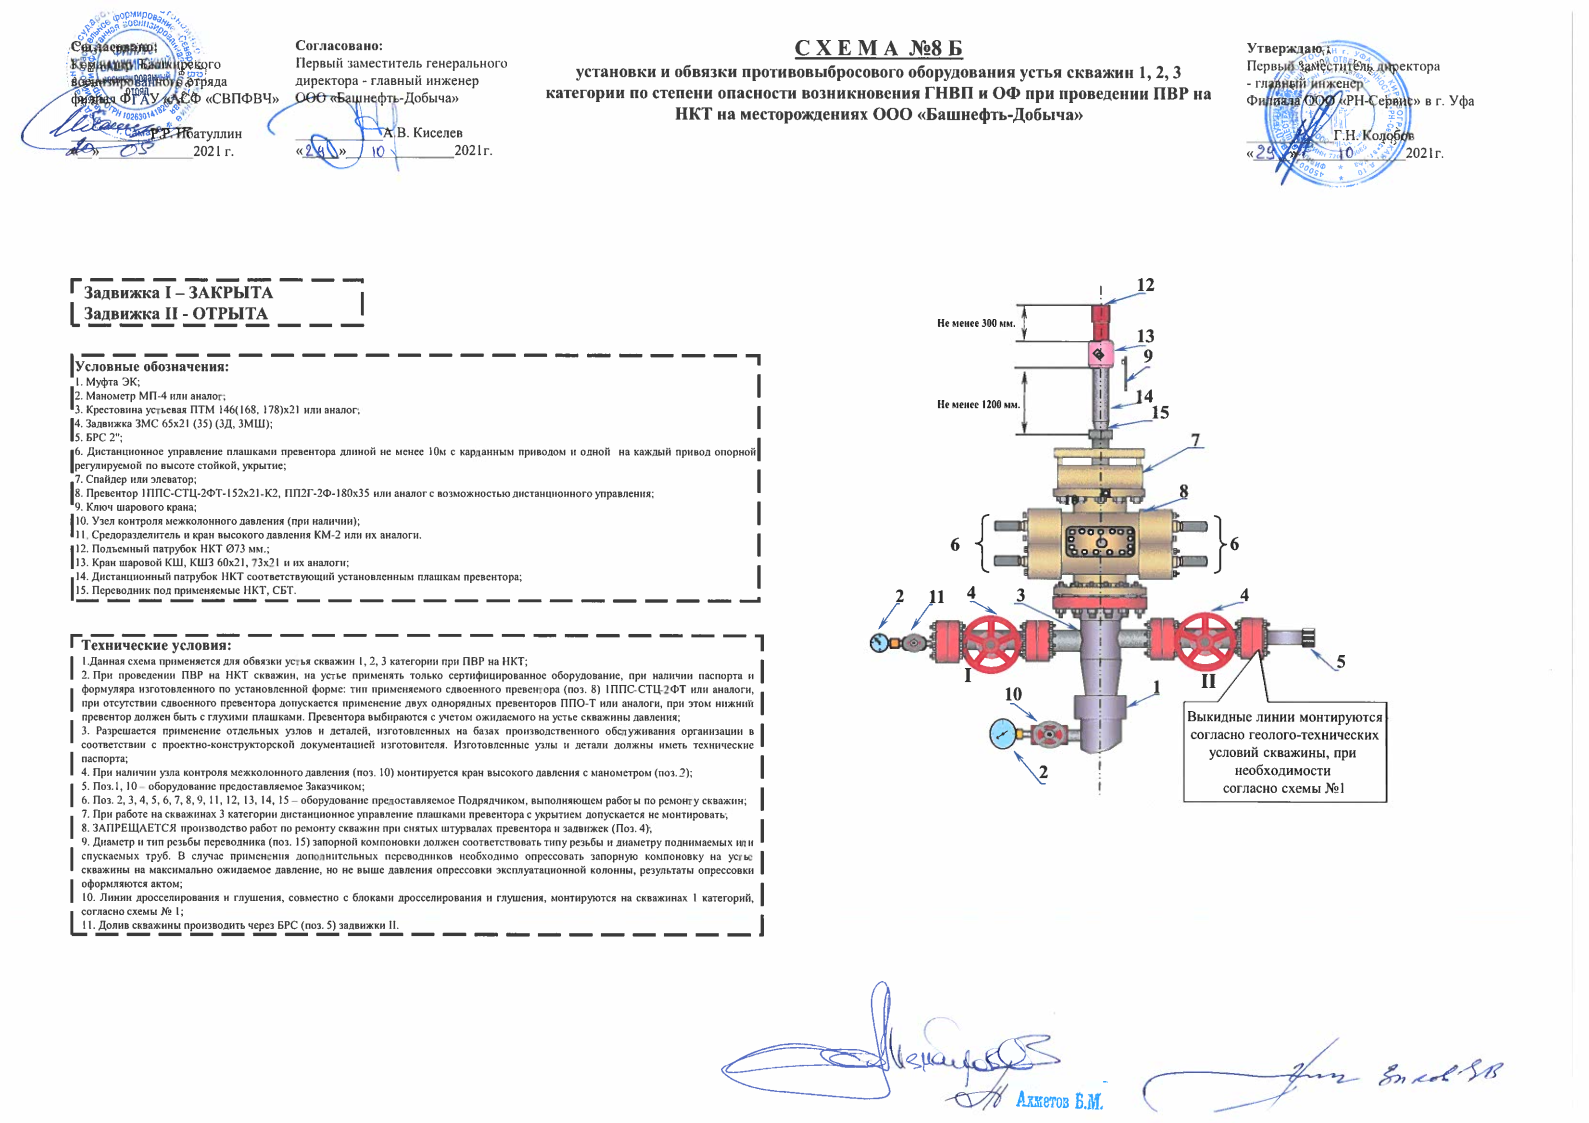 Согласовано:
Командир Башкирского
военизированного отряда
филиал ФГАУ «АСФ «СВПФВЧ»
Г.Р. Ибатуллин
«20»  09  2021 г.
Согласовано:
Первый заместитель генерального
директора - главный инженер
ООО «Башнефть-Добыча»
А.В. Киселев
«  »  10  2021г.
С Х Е М А №8 Б
установки и обвязки противовыбросового оборудования устья скважин 1, 2, 3
категории по степени опасности возникновения ГНВП и ОФ при проведении ПВР на
НКТ на месторождениях ООО «Башнефть-Добыча»
Утверждаю:
Первый заместитель директора
- главный инженер
Филиала ООО «РН-Сервис» в г. Уфа
Г.Н. Колобов
«29»  10  2021г.
Задвижка I – ЗАКРЫТА
Задвижка II - ОТРЫТА
Условные обозначения:
1. Муфта ЭК;
2. Манометр МП-4 или аналог;
3. Крестовина устьевая ПТМ 146(168, 178)х21 или аналог;
4. Задвижка ЗМС 65х21 (35) (ЗД, ЗМШ);
5. БРС 2";
6. Дистанционное управление плашками превентора длиной не менее 10м с карданным приводом и одной на каждый привод опорной
регулируемой по высоте стойкой, укрытие;
7. Спайдер или элеватор;
8. Превентор 1ППС-СТЦ-2ФТ-152х21-К2, ПП2Г-2Ф-180х35 или аналог с возможностью дистанционного управления;
9. Ключ шарового крана;
10. Узел контроля межколонного давления (при наличии);
11. Средоразделитель и кран высокого давления КМ-2 или их аналоги.
12. Подъемный патрубок НКТ Ø73 мм.;
13. Кран шаровой КШ, КШЗ 60х21, 73х21 и их аналоги;
14. Дистанционный патрубок НКТ соответствующий установленным плашкам превентора;
15. Переводник под применяемые НКТ, СБТ.
Технические условия:
1.Данная схема применяется для обвязки устья скважин 1, 2, 3 категории при ПВР на НКТ;
2. При проведении ПВР на НКТ скважин, на устье применять только сертифицированное оборудование, при наличии паспорта и
формуляра изготовленного по установленной форме: тип применяемого сдвоенного превентора (поз. 8) 1ППС-СТЦ-2ФТ или аналоги,
при отсутствии сдвоенного превентора допускается применение двух однорядных превенторов ППО-Т или аналоги, при этом нижний
превентор должен быть с глухими плашками. Превентора выбираются с учетом ожидаемого на устье скважины давления;
3. Разрешается применение отдельных узлов и деталей, изготовленных на базах производственного обслуживания организации в
соответствии с проектно-конструкторской документацией изготовителя. Изготовленные узлы и детали должны иметь технические
паспорта;
4. При наличии узла контроля межколонного давления (поз. 10) монтируется кран высокого давления с манометром (поз. 2);
5. Поз.1, 10 – оборудование предоставляемое Заказчиком;
6. Поз. 2, 3, 4, 5, 6, 7, 8, 9, 11, 12, 13, 14, 15 – оборудование предоставляемое Подрядчиком, выполняющем работы по ремонту скважин;
7. При работе на скважинах 3 категории дистанционное управление плашками превентора с укрытием допускается не монтировать;
8. ЗАПРЕЩАЕТСЯ производство работ по ремонту скважин при снятых штурвалах превентора и задвижек (Поз. 4);
9. Диаметр и тип резьбы переводника (поз. 15) запорной компоновки должен соответствовать типу резьбы и диаметру поднимаемых или
спускаемых труб. В случае применения дополнительных переводников необходимо опрессовать запорную компоновку на устье
скважины на максимально ожидаемое давление, но не выше давления опрессовки эксплуатационной колонны, результаты опрессовки
оформляются актом;
10. Линии дросселирования и глушения, совместно с блоками дросселирования и глушения, монтируются на скважинах 1 категорий,
согласно схемы № 1;
11. Долив скважины производить через БРС (поз. 5) задвижки II.
12
Не менее 300 мм.
13
9
Не менее 1200 мм.
14
15
7
8
6
6
2
11
4
3
4
5
I
II
10
1
2
Выкидные линии монтируются
согласно геолого-технических
условий скважины, при
необходимости
согласно схемы №1
Ахметов Б.М.